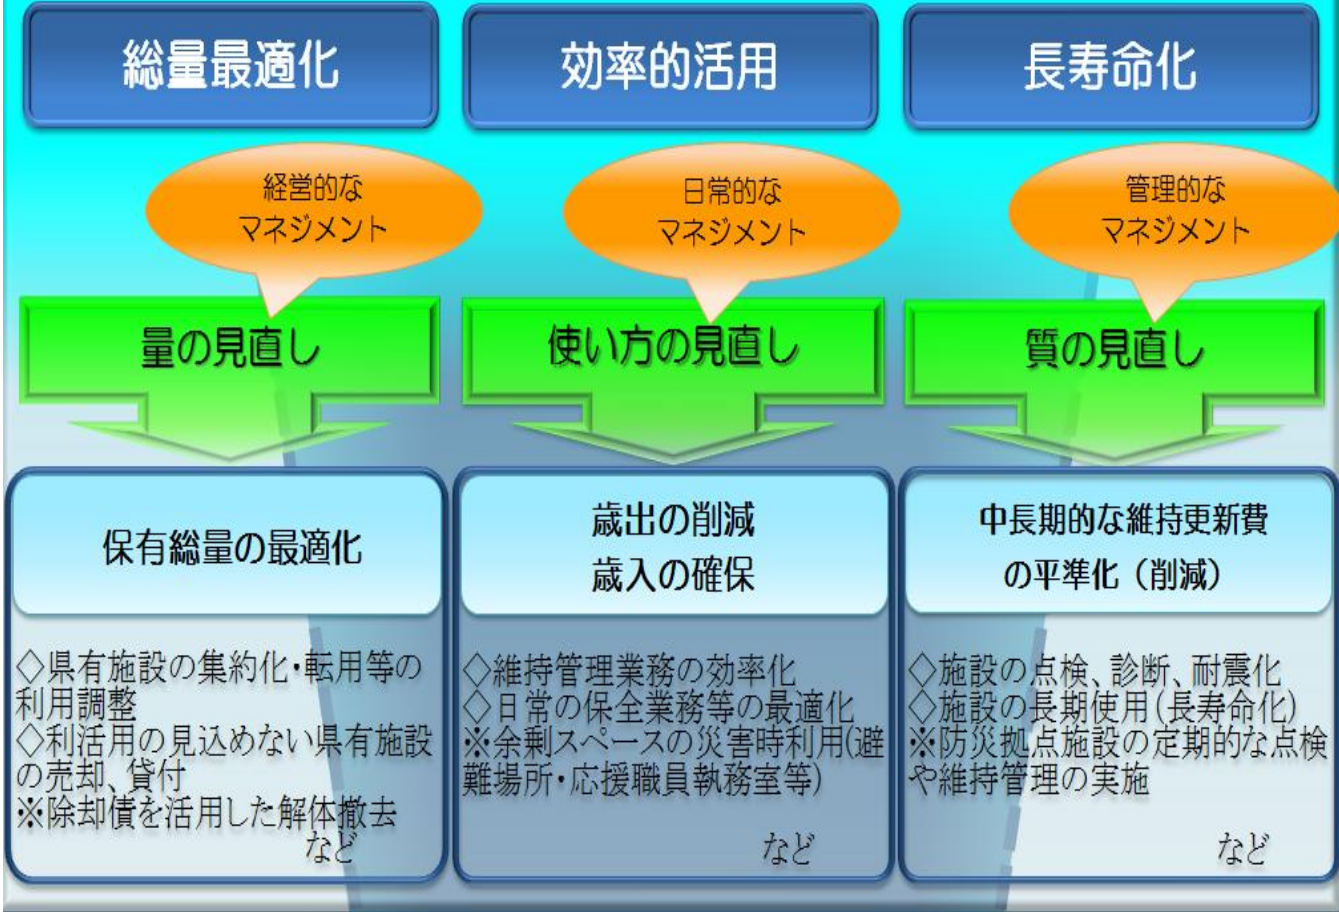 総量最適化
経営的な
マネジメント
量の見直し
保有総量の最適化
◇県有施設の集約化・転用等の
利用調整
◇利活用の見込めない県有施設
の売却、貸付
※除却債を活用した解体撤去
など
効率的活用
日常的な
マネジメント
使い方の見直し
歳出の削減
歳入の確保
◇維持管理業務の効率化
◇日常の保全業務等の最適化
※余剰スペースの災害時利用(避
難場所・応援職員執務室等)
など
長寿命化
管理的な
マネジメント
質の見直し
中長期的な維持更新費
の平準化（削減）
◇施設の点検、診断、耐震化
◇施設の長期使用(長寿命化)
※防災拠点施設の定期的な点検
や維持管理の実施
など